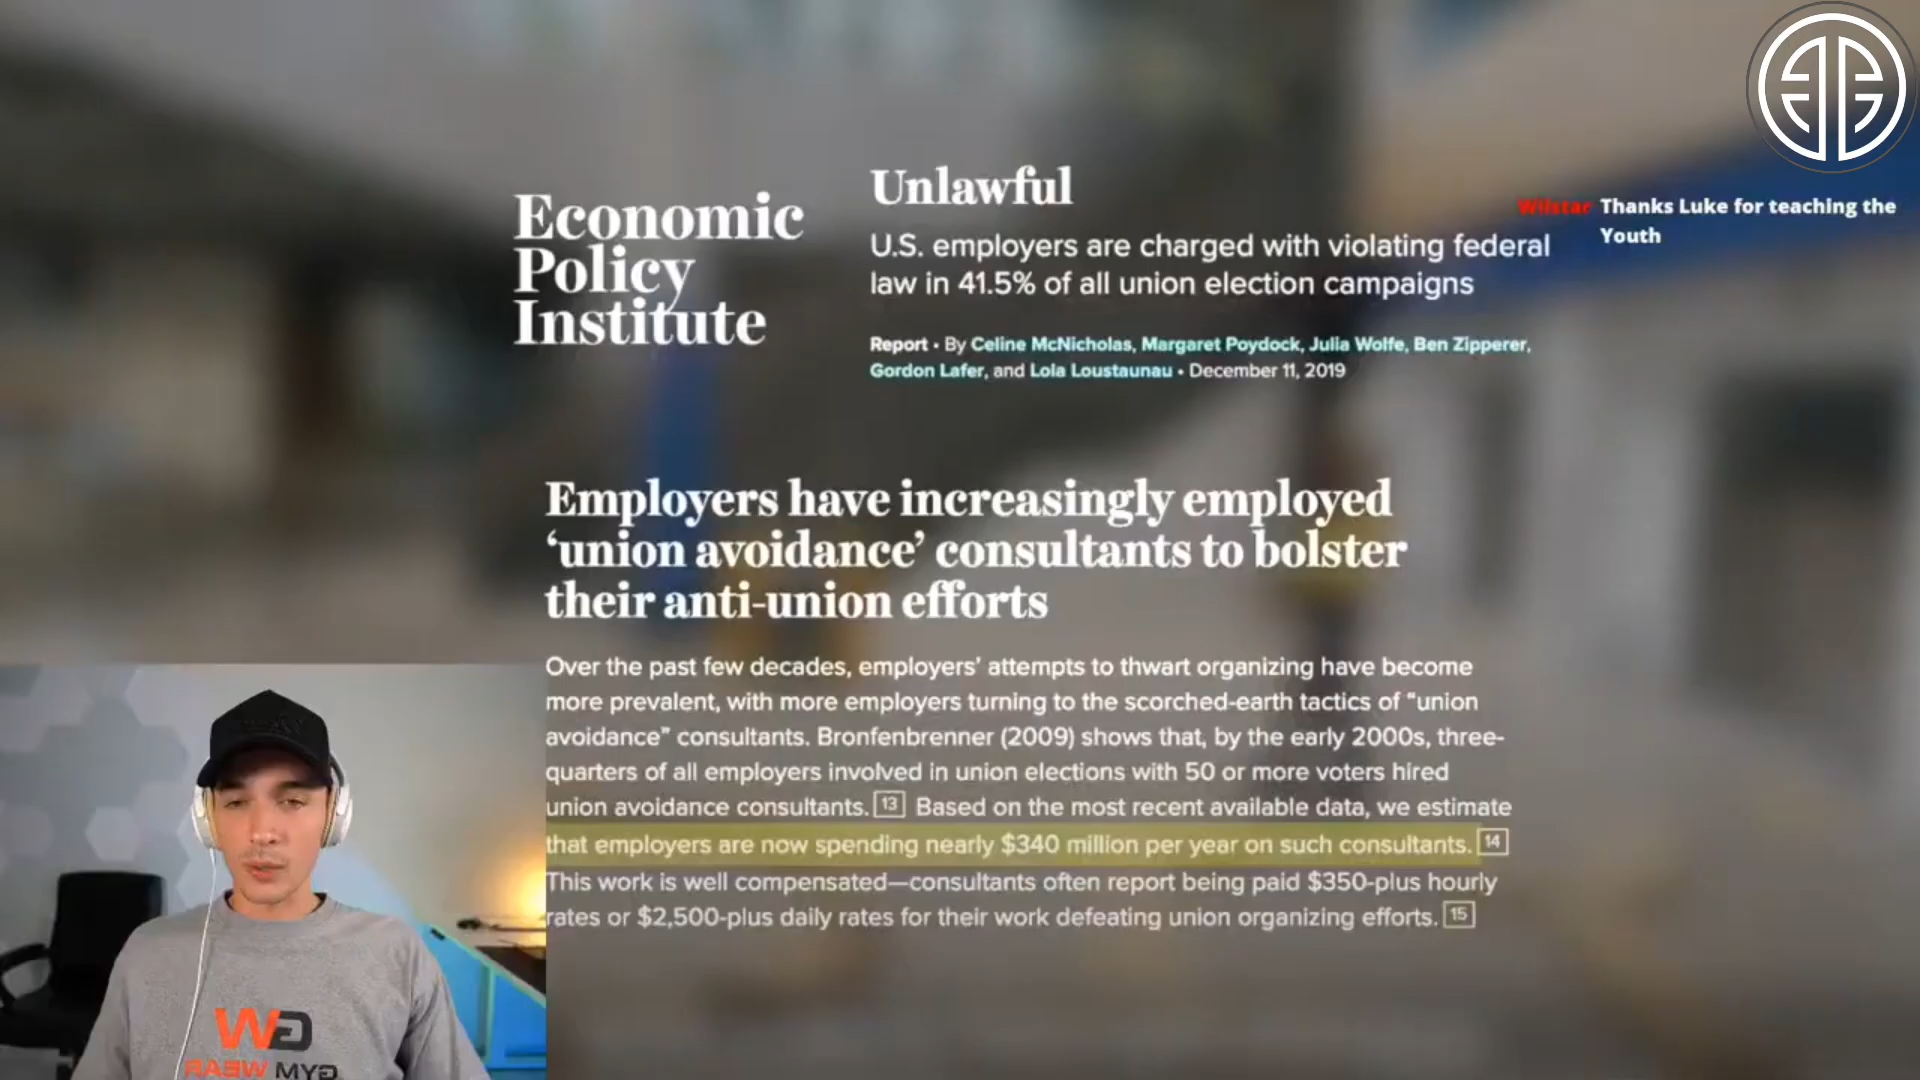 Economic
Policy
Institute
Unlawful
U.S. employers are charged with violating federal
law in 41.5% of all union election campaigns
Report • By Celine McNicholas, Margaret Poydock, Julia Wolfe, Ben Zipperer,
Gordon Lafer, and Lola Loustaunau • December 11, 2019
Wilstar Thanks Luke for teaching the
Youth
Employers have increasingly employed
‘union avoidance’ consultants to bolster
their anti-union efforts
Over the past few decades, employers’ attempts to thwart organizing have become
more prevalent, with more employers turning to the scorched-earth tactics of “union
avoidance” consultants. Bronfenbrenner (2009) shows that, by the early 2000s, three-
quarters of all employers involved in union elections with 50 or more voters hired
union avoidance consultants. 13 Based on the most recent available data, we estimate
that employers are now spending nearly $340 million per year on such consultants. 14
This work is well compensated—consultants often report being paid $350-plus hourly
rates or $2,500-plus daily rates for their work defeating union organizing efforts. 15
WG
RAEW MYG